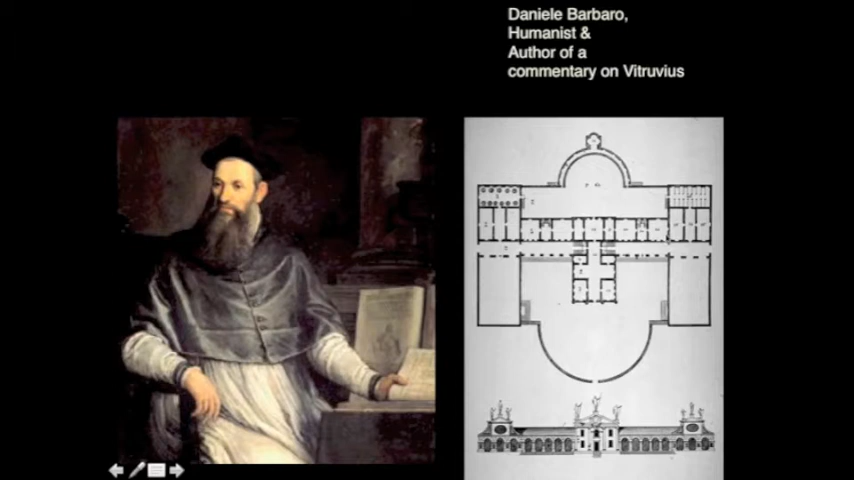 Daniele Barbaro,
Humanist &
Author of a
commentary on Vitruvius